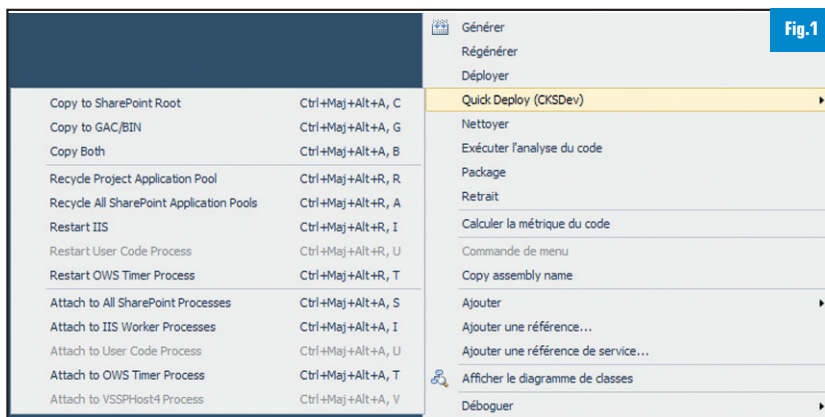 Fig.1
Générer
Régénérer
Déployer
Quick Deploy (CKSDev)
Nettoyer
Exécuter l'analyse du code
Package
Retrait
Calculer la métrique du code
Commande de menu
Copy assembly name
Ajouter
Ajouter une référence...
Ajouter une référence de service...
Afficher le diagramme de classes
Déboguer
Copy to SharePoint Root Ctrl+Maj+Alt+A, C
Copy to GAC/BIN Ctrl+Maj+Alt+A, G
Copy Both Ctrl+Maj+Alt+A, B
Recycle Project Application Pool Ctrl+Maj+Alt+R, R
Recycle All SharePoint Application Pools Ctrl+Maj+Alt+R, A
Restart IIS Ctrl+Maj+Alt+R, I
Restart User Code Process Ctrl+Maj+Alt+R, U
Restart OWS Timer Process Ctrl+Maj+Alt+R, T
Attach to All SharePoint Processes Ctrl+Maj+Alt+A, S
Attach to IIS Worker Processes Ctrl+Maj+Alt+A, I
Attach to User Code Process Ctrl+Maj+Alt+A, U
Attach to OWS Timer Process Ctrl+Maj+Alt+A, T
Attach to VSSPHost4 Process Ctrl+Maj+Alt+A, V